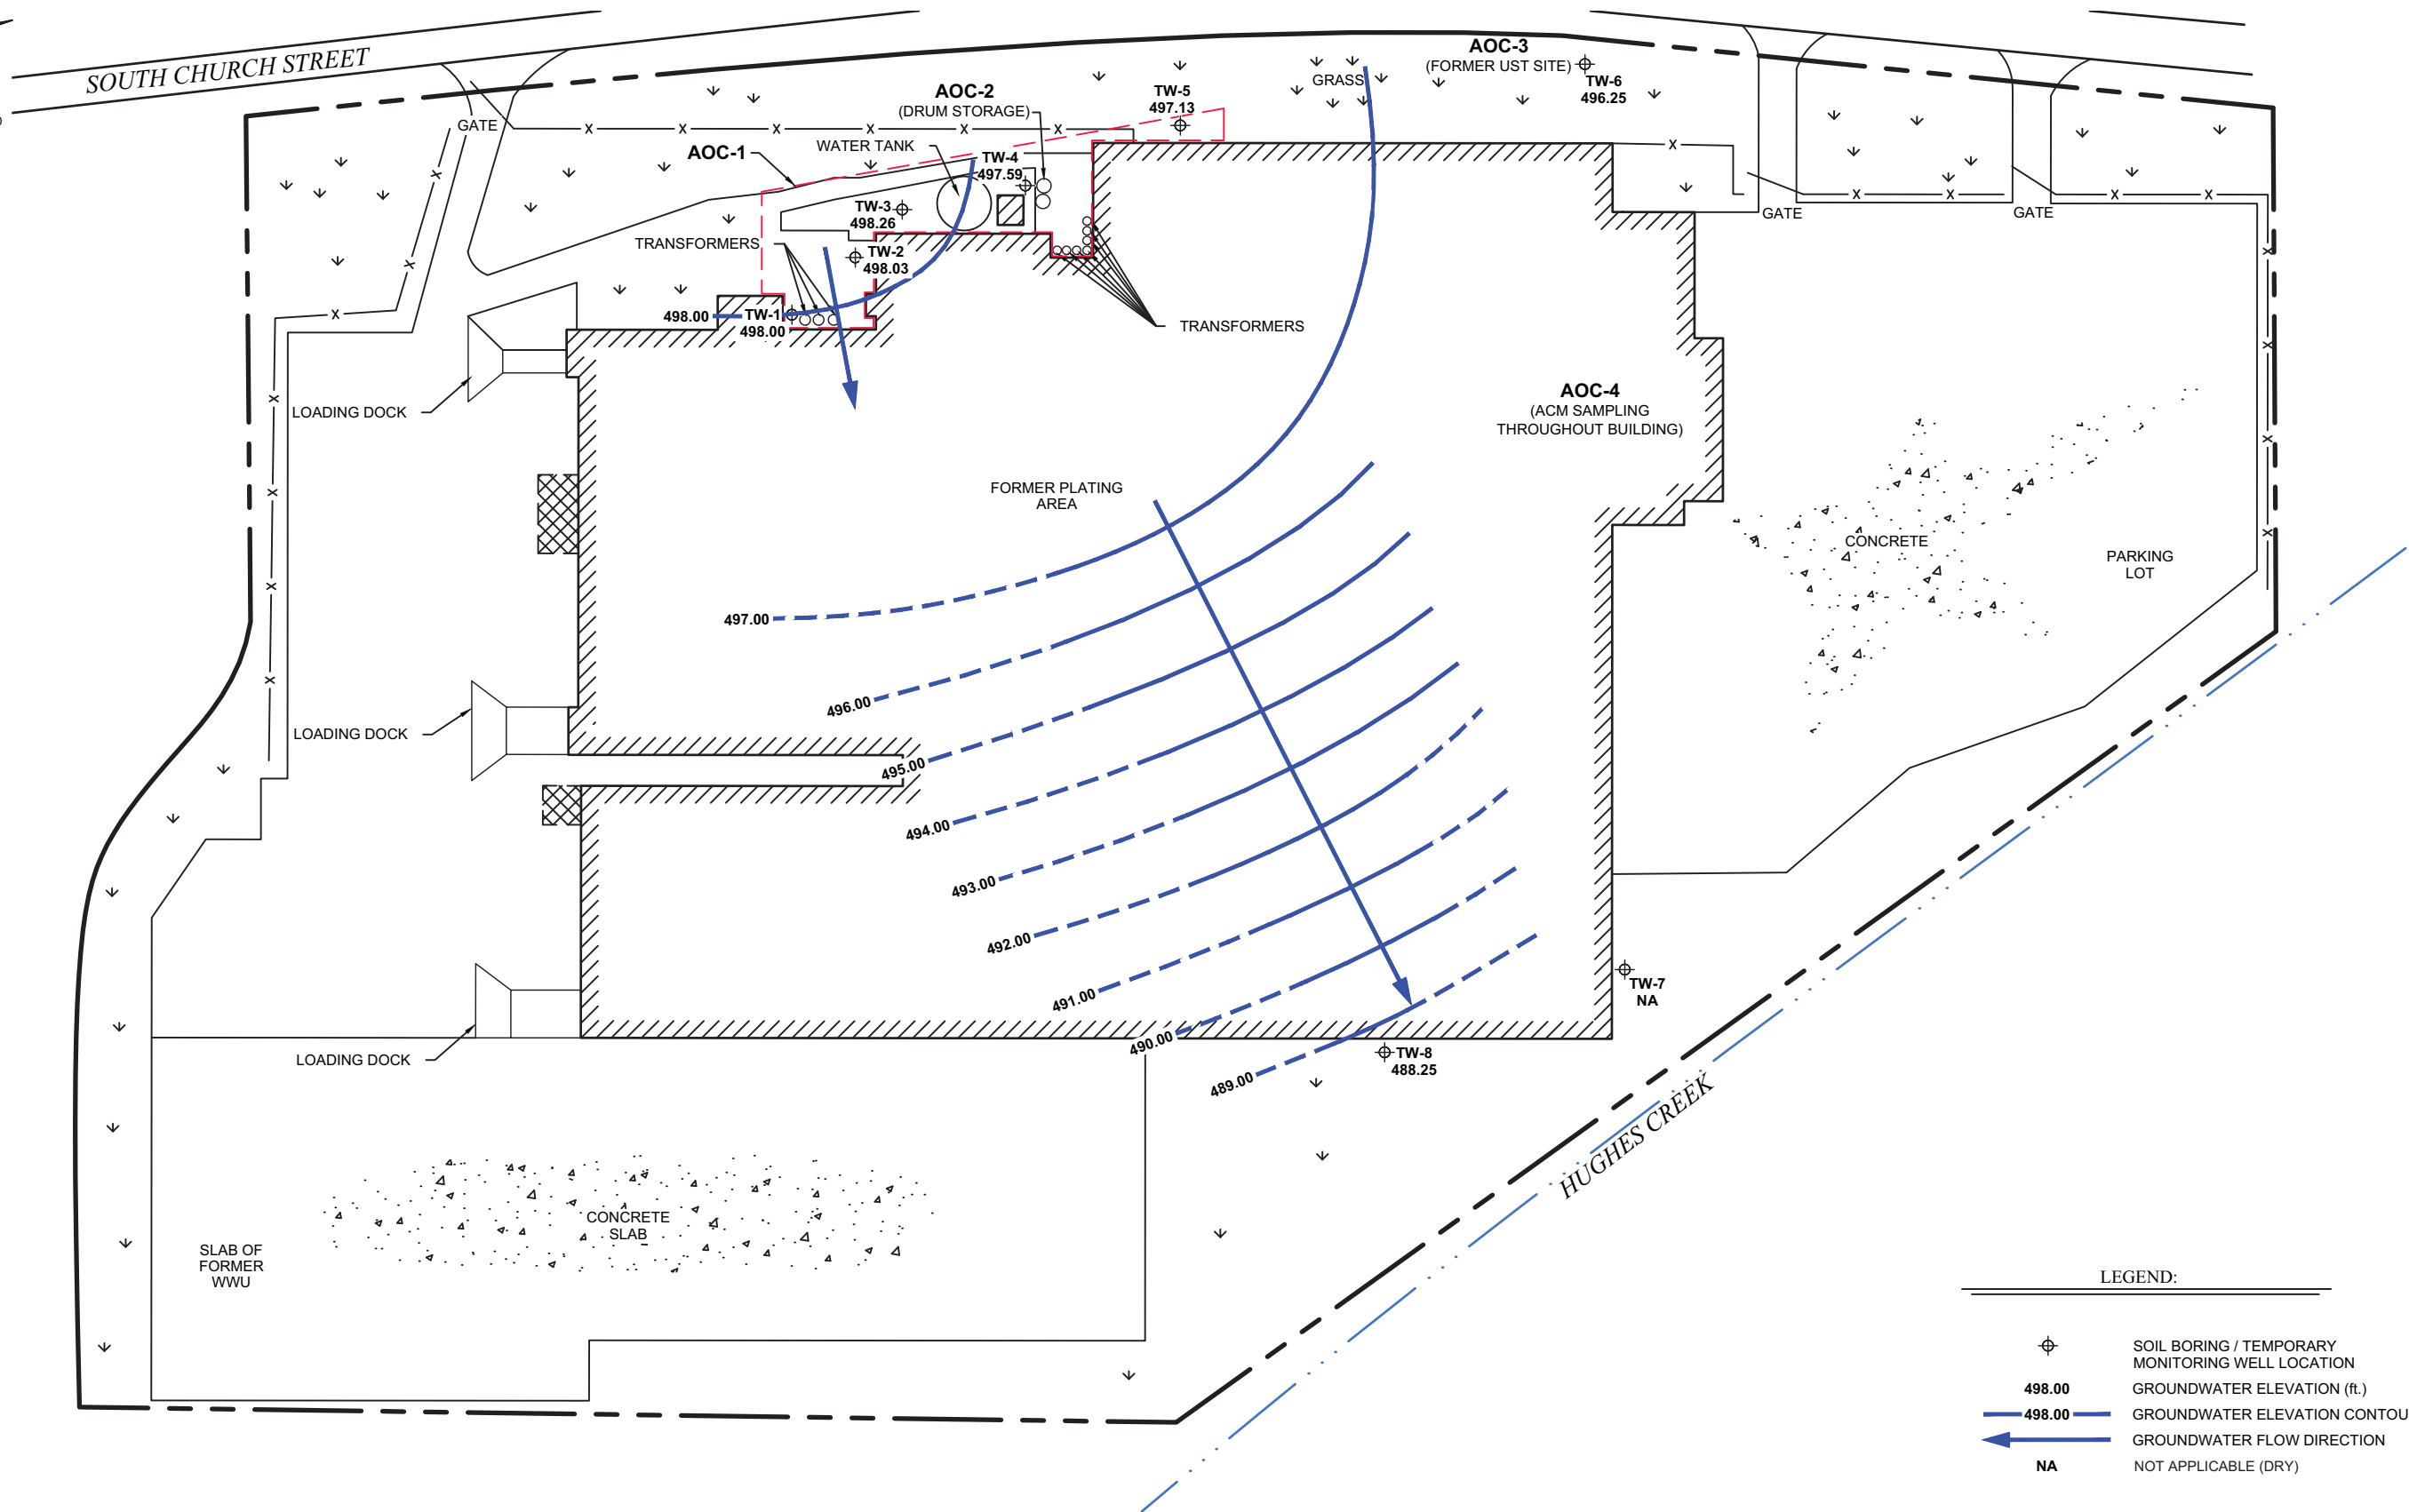 SOUTH CHURCH STREET
GATE
AOC-1
AOC-2
(DRUM STORAGE)
WATER TANK
TW-5
497.13
GRASS
AOC-3
(FORMER UST SITE)
TW-6
496.25
TW-4
497.59
TW-3
498.26
TRANSFORMERS
TW-2
498.03
498.00
TW-1
498.00
TRANSFORMERS
GATE
GATE
LOADING DOCK
AOC-4
(ACM SAMPLING
THROUGHOUT BUILDING)
FORMER PLATING
AREA
CONCRETE
PARKING
LOT
497.00
496.00
LOADING DOCK
495.00
494.00
493.00
492.00
491.00
490.00
489.00
TW-7
NA
TW-8
488.25
LOADING DOCK
HUGHES CREEK
CONCRETE
SLAB
SLAB OF
FORMER
WWU
LEGEND:
SOIL BORING / TEMPORARY
MONITORING WELL LOCATION
498.00 GROUNDWATER ELEVATION (ft.)
498.00 GROUNDWATER ELEVATION CONTOU
GROUNDWATER FLOW DIRECTION
NA NOT APPLICABLE (DRY)